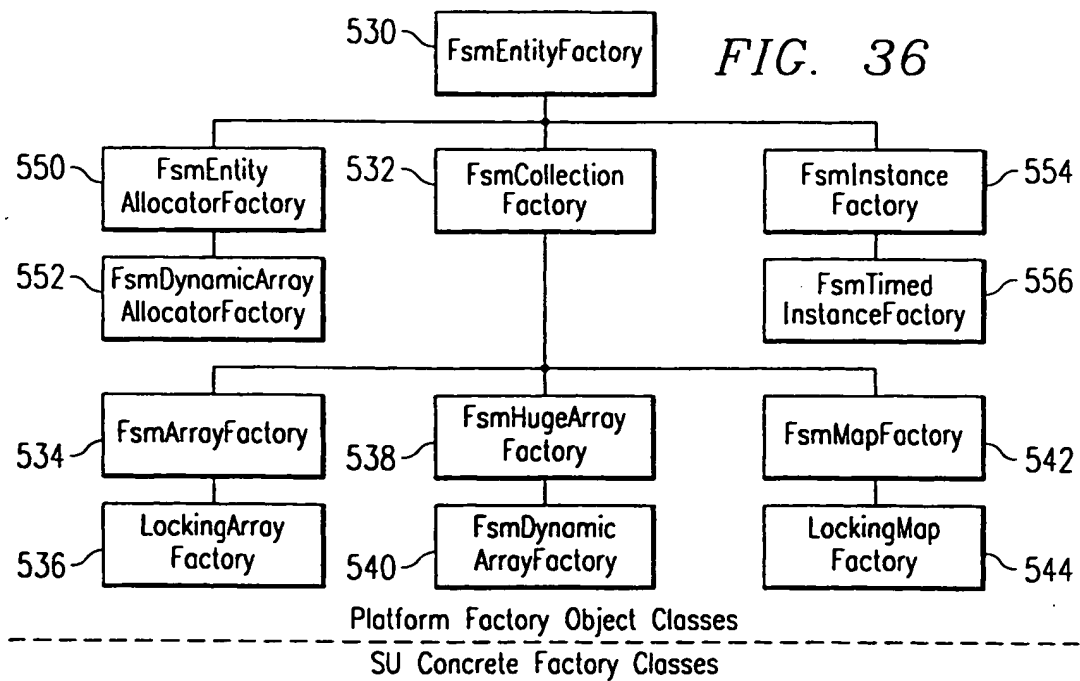 530
FsmEntityFactory
FIG. 36
550
FsmEntity
AllocatorFactory
532
FsmCollection
Factory
FsmInstance
Factory
554
552
FsmDynamicArray
AllocatorFactory
FsmTimed
InstanceFactory
556
534
FsmArrayFactory
538
FsmHugeArray
Factory
FsmMapFactory
542
536
LockingArray
Factory
540
FsmDynamic
ArrayFactory
LockingMap
Factory
544
Platform Factory Object Classes
SU Concrete Factory Classes